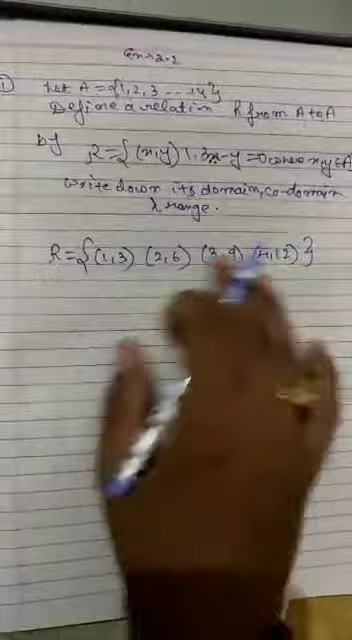 Ex:2.2
① Let A={1,2,3 ...14}
Define a relation R from A to A
by R={(x,y): 3x-y=0 where x,y∈A
Write down its domain, co-domain
& range.
R={(1,3) (2,6) (3,9) (4,12)}